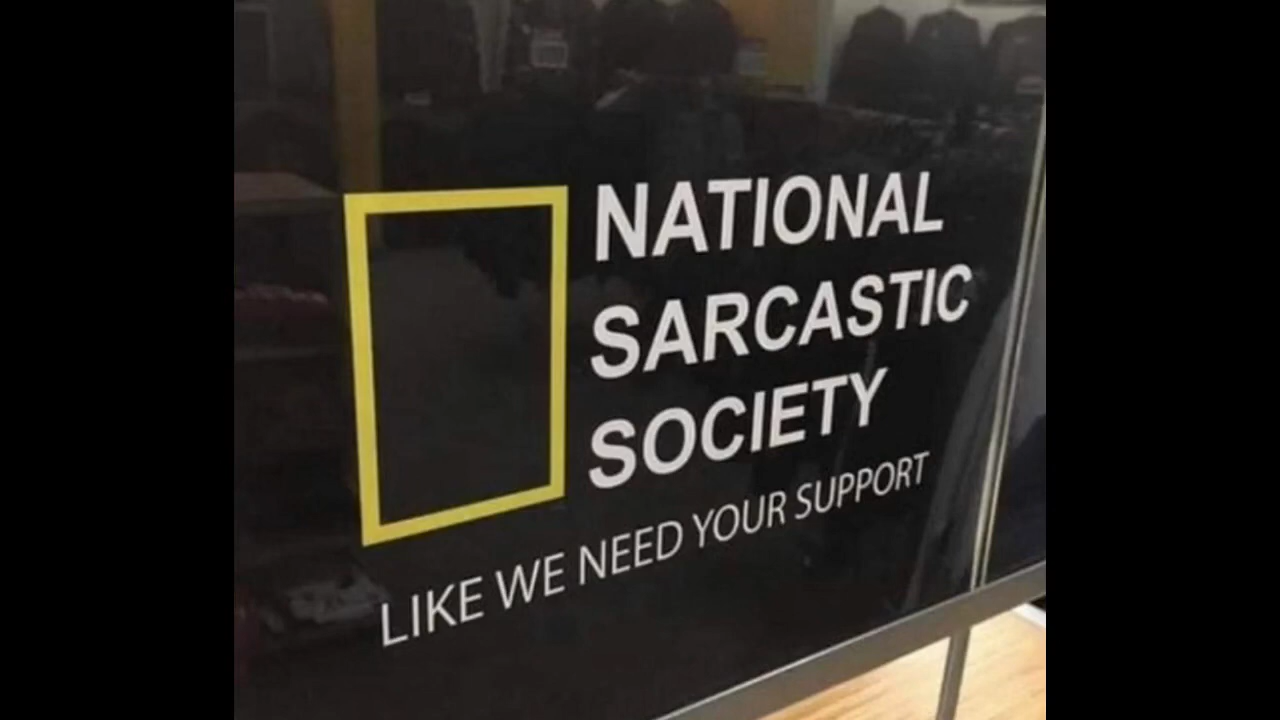 NATIONAL
SARCASTIC
SOCIETY
LIKE WE NEED YOUR SUPPORT